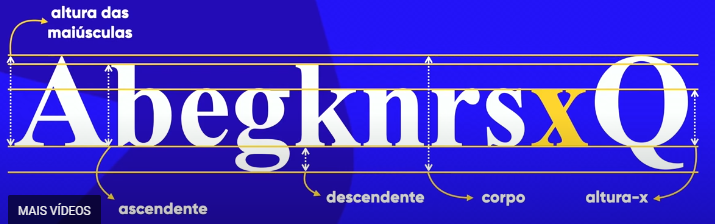 altura das
maiúsculas
AbegknrsxQ
ascendente
descendente
corpo
altura-x
MAIS VÍDEOS